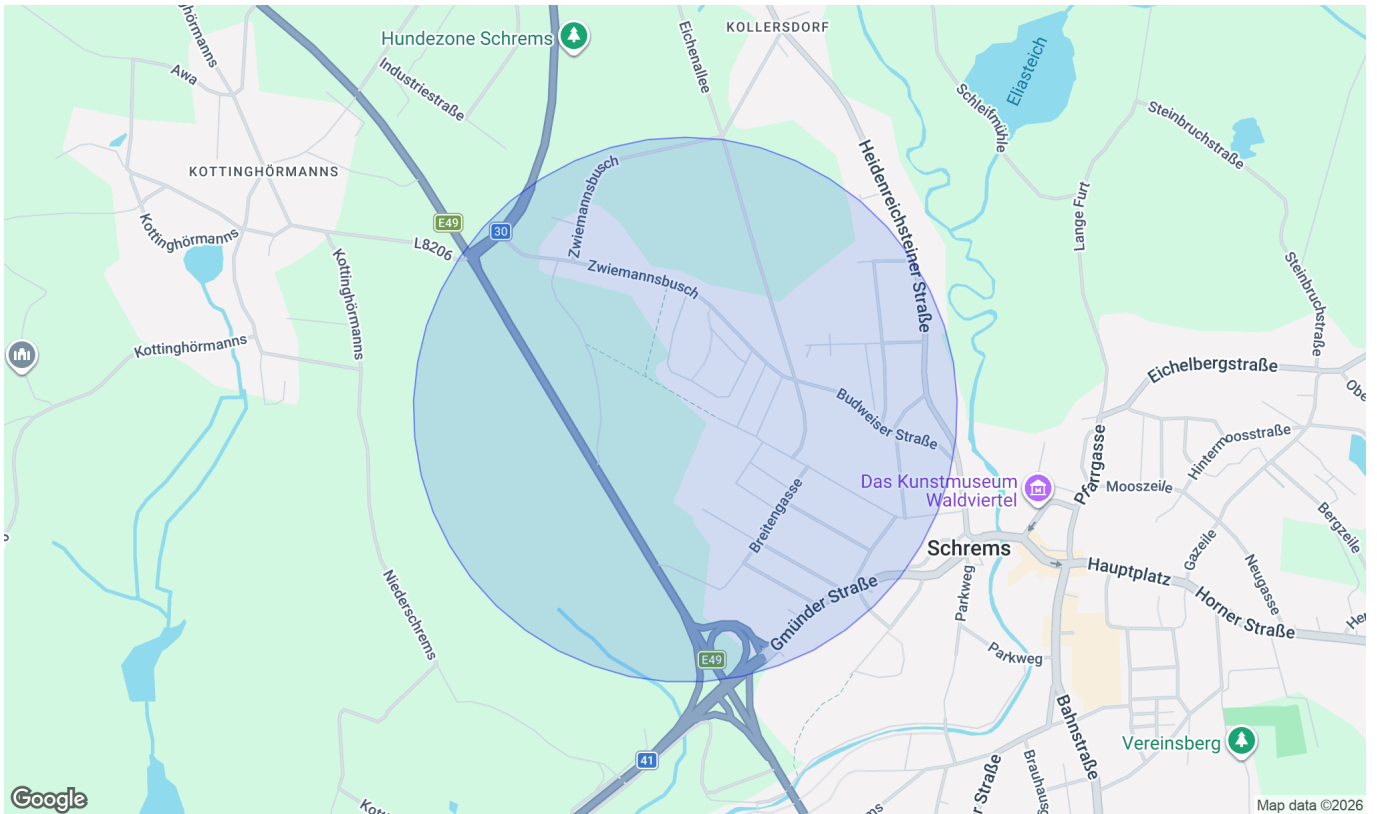 KOLLERSDORF
Hundezone Schrems
Eichenallee
Eliasteich
Awa
Industriestraße
Schleifmühle
Steinbruchstraße
KOTTINGHÖRMANNS
Heidenreichsteiner Straße
Zwiemannsbusch
Lange Furt
Kottinghörmanns
E49
30
L8206
Zwiemannsbusch
Kottinghörmanns
Steinbruchstraße
Kottinghörmanns
Eichelbergstraße
Budweiser Straße
Hintermoosstraße
Pfarrgasse
Das Kunstmuseum
Waldviertel
Mooszeile
Breitengasse
Bergzeile
Schrems
Gazeile
Hauptplatz
Neugasse
Niederschrems
Parkweg
Gmünder Straße
Horner Straße
E49
Parkweg
Bahnstraße
Vereinsberg
41
Straße
Google
Map data ©2026